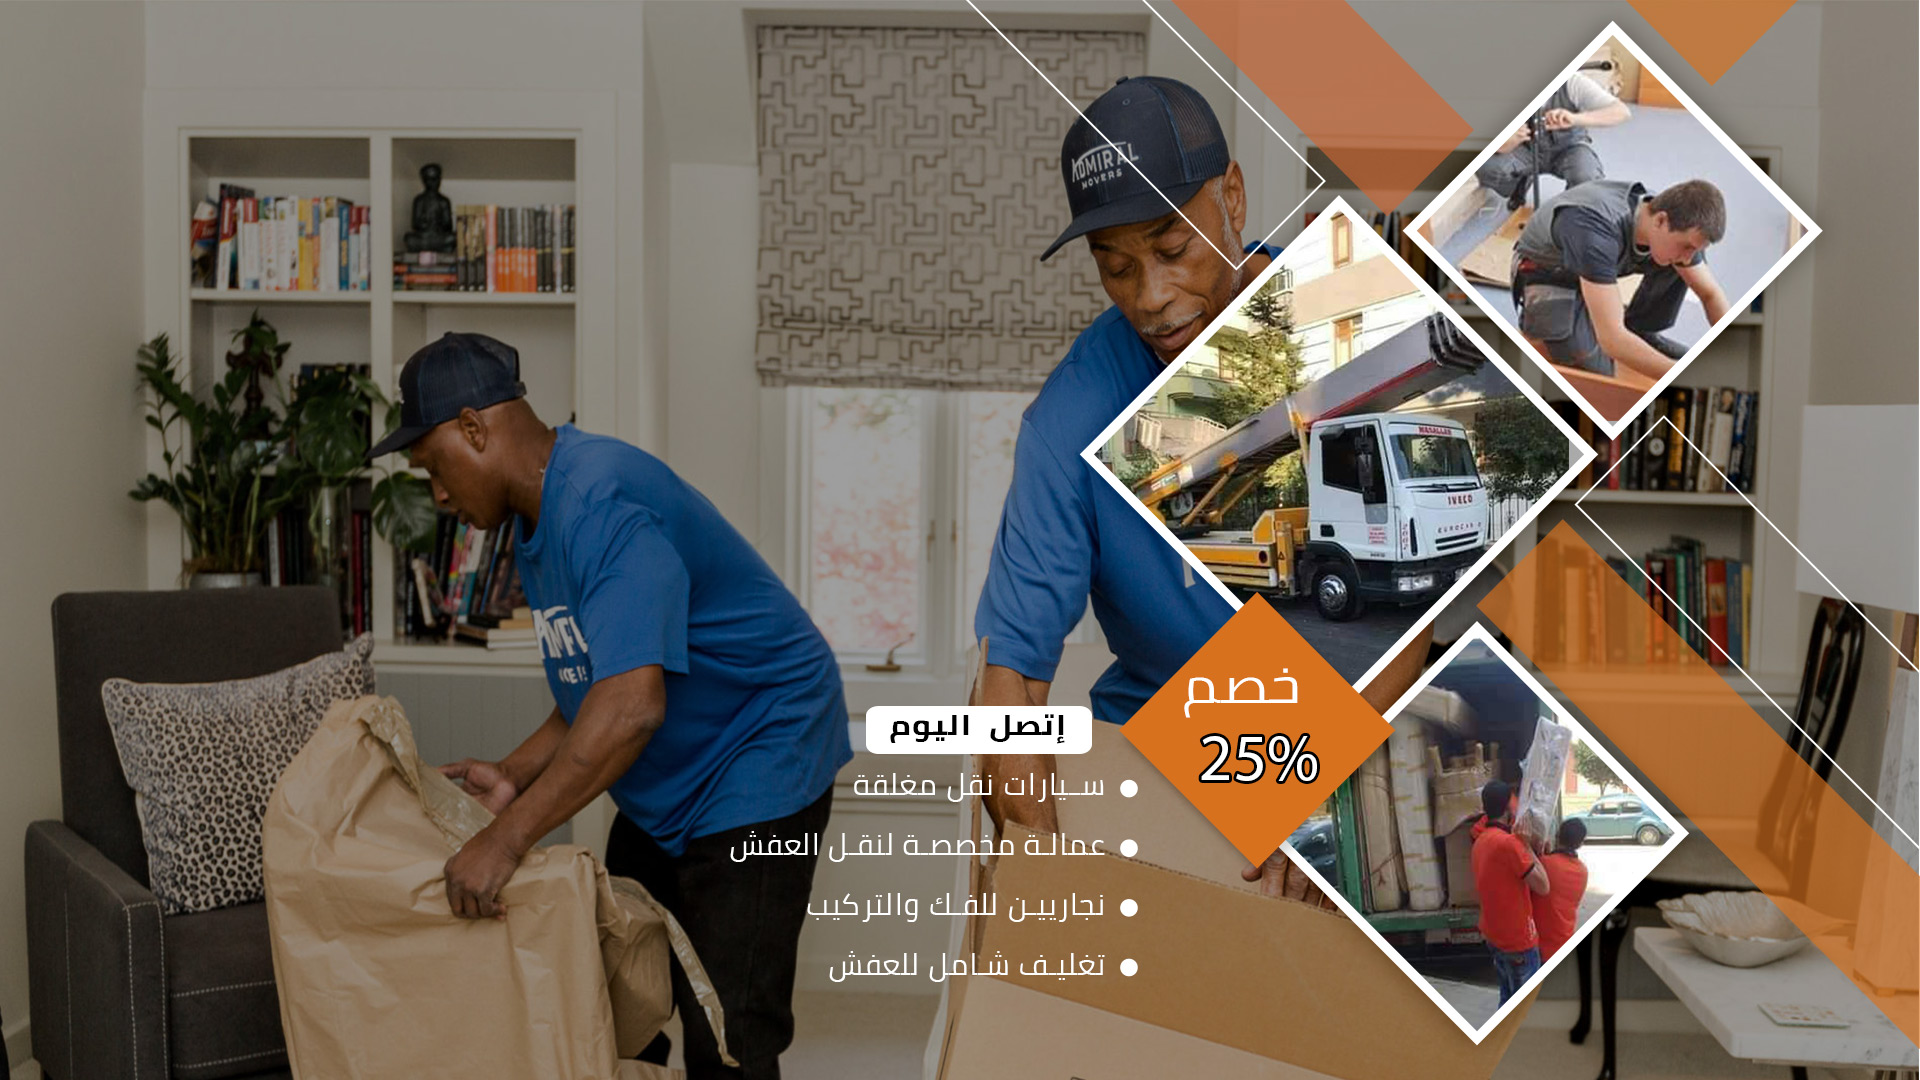 ADMIRAL
MOVERS
MASALLAH
IVECO
خصم
25%
إتصل اليوم
سيارات نقل مغلقة
عمالة مخصصة لنقل العفش
نجاريين للفك والتركيب
تغليف شامل للعفش